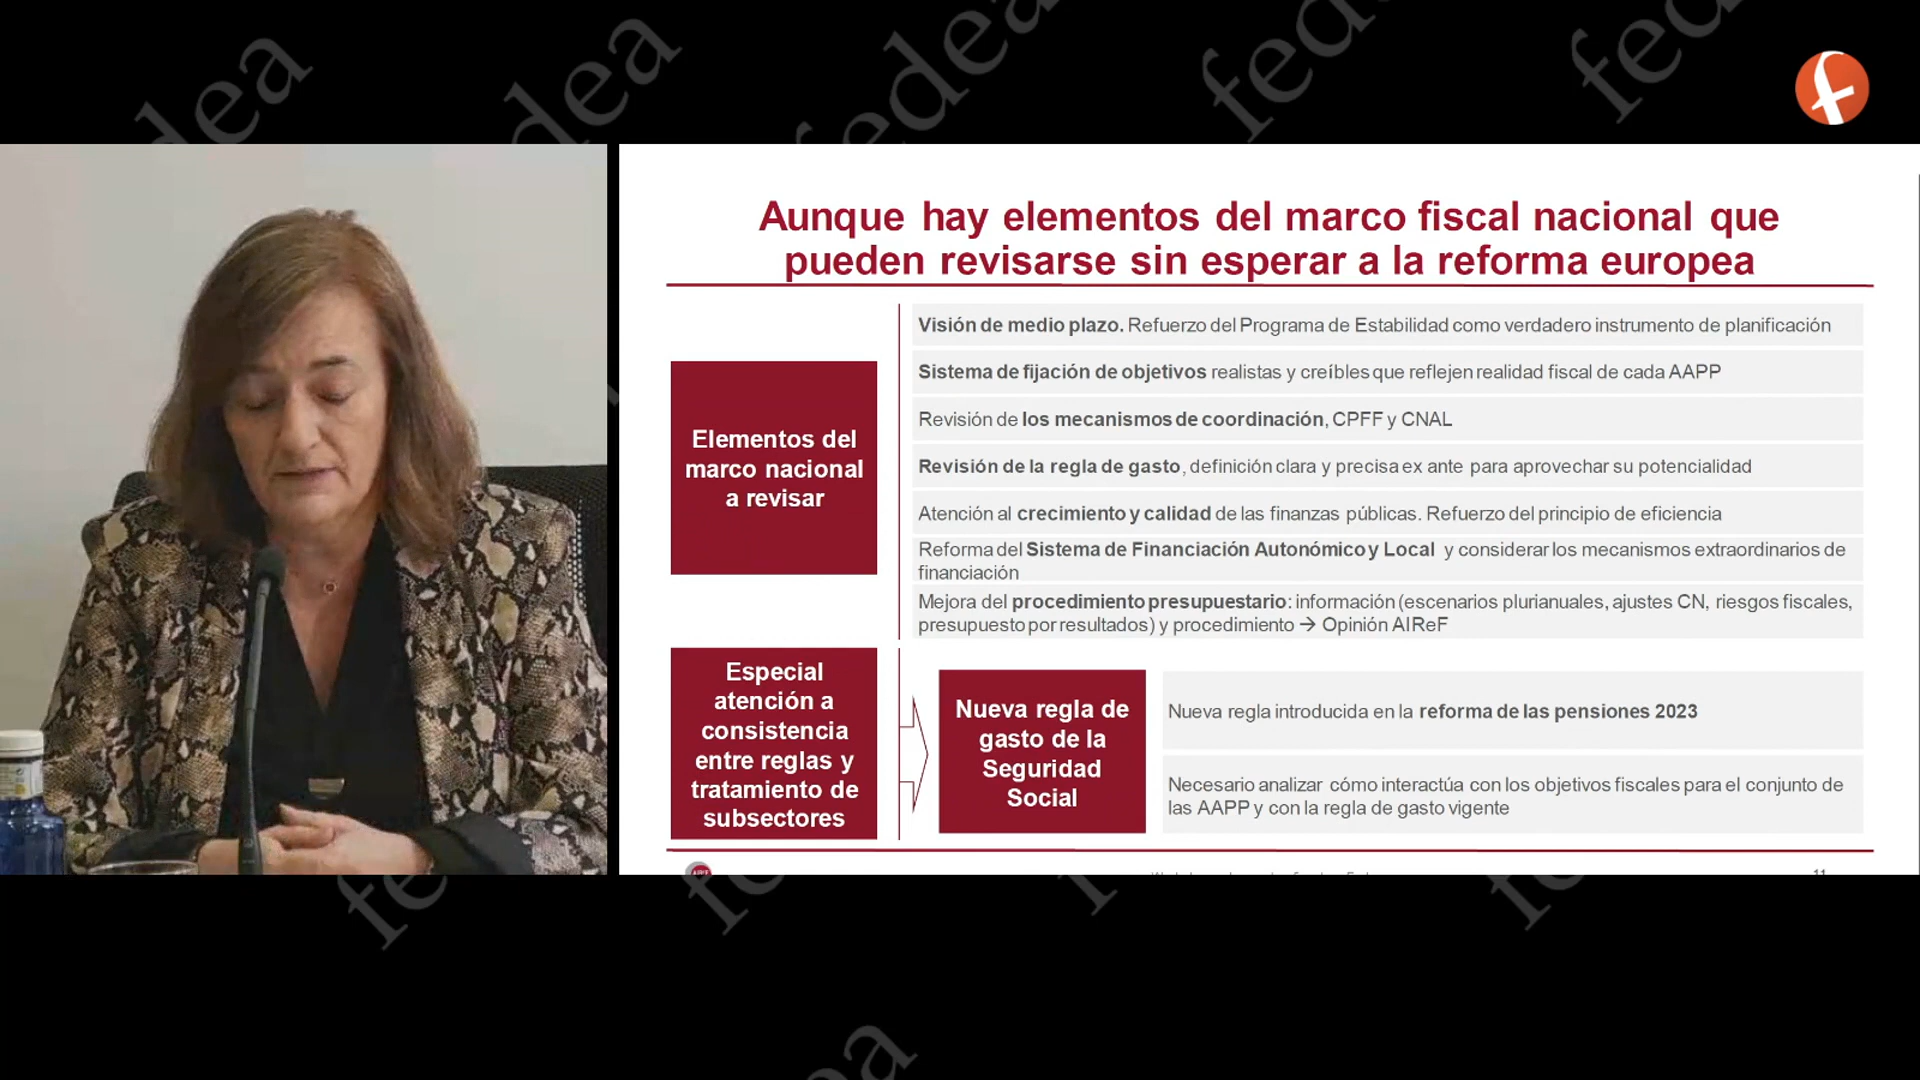 fedea
fedea
fedea
fedea
fedea
Aunque hay elementos del marco fiscal nacional que
pueden revisarse sin esperar a la reforma europea
Elementos del
marco nacional
a revisar
Visión de medio plazo. Refuerzo del Programa de Estabilidad como verdadero instrumento de planificación
Sistema de fijación de objetivos realistas y creíbles que reflejen realidad fiscal de cada AAPP
Revisión de los mecanismos de coordinación, CPFF y CNAL
Revisión de la regla de gasto, definición clara y precisa ex ante para aprovechar su potencialidad
Atención al crecimiento y calidad de las finanzas públicas. Refuerzo del principio de eficiencia
Reforma del Sistema de Financiación Autonómico y Local y considerar los mecanismos extraordinarios de
financiación
Mejora del procedimiento presupuestario: información (escenarios plurianuales, ajustes CN, riesgos fiscales,
presupuesto por resultados) y procedimiento → Opinión AIReF
Especial
atención a
consistencia
entre reglas y
tratamiento de
subsectores
Nueva regla de
gasto de la
Seguridad
Social
Nueva regla introducida en la reforma de las pensiones 2023
Necesario analizar cómo interactúa con los objetivos fiscales para el conjunto de
las AAPP y con la regla de gasto vigente
11